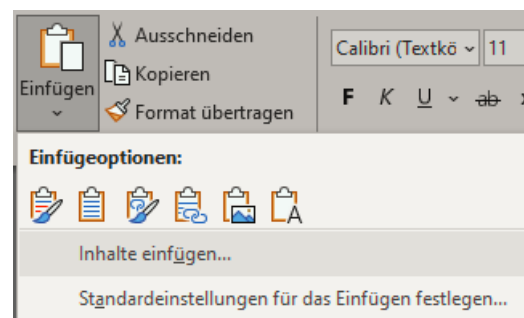 Ausschneiden
Kopieren
Format übertragen
Einfügen
Calibri (Textkö
11
F K U ab
Einfügeoptionen:
A
Inhalte einfügen...
Standardeinstellungen für das Einfügen festlegen...